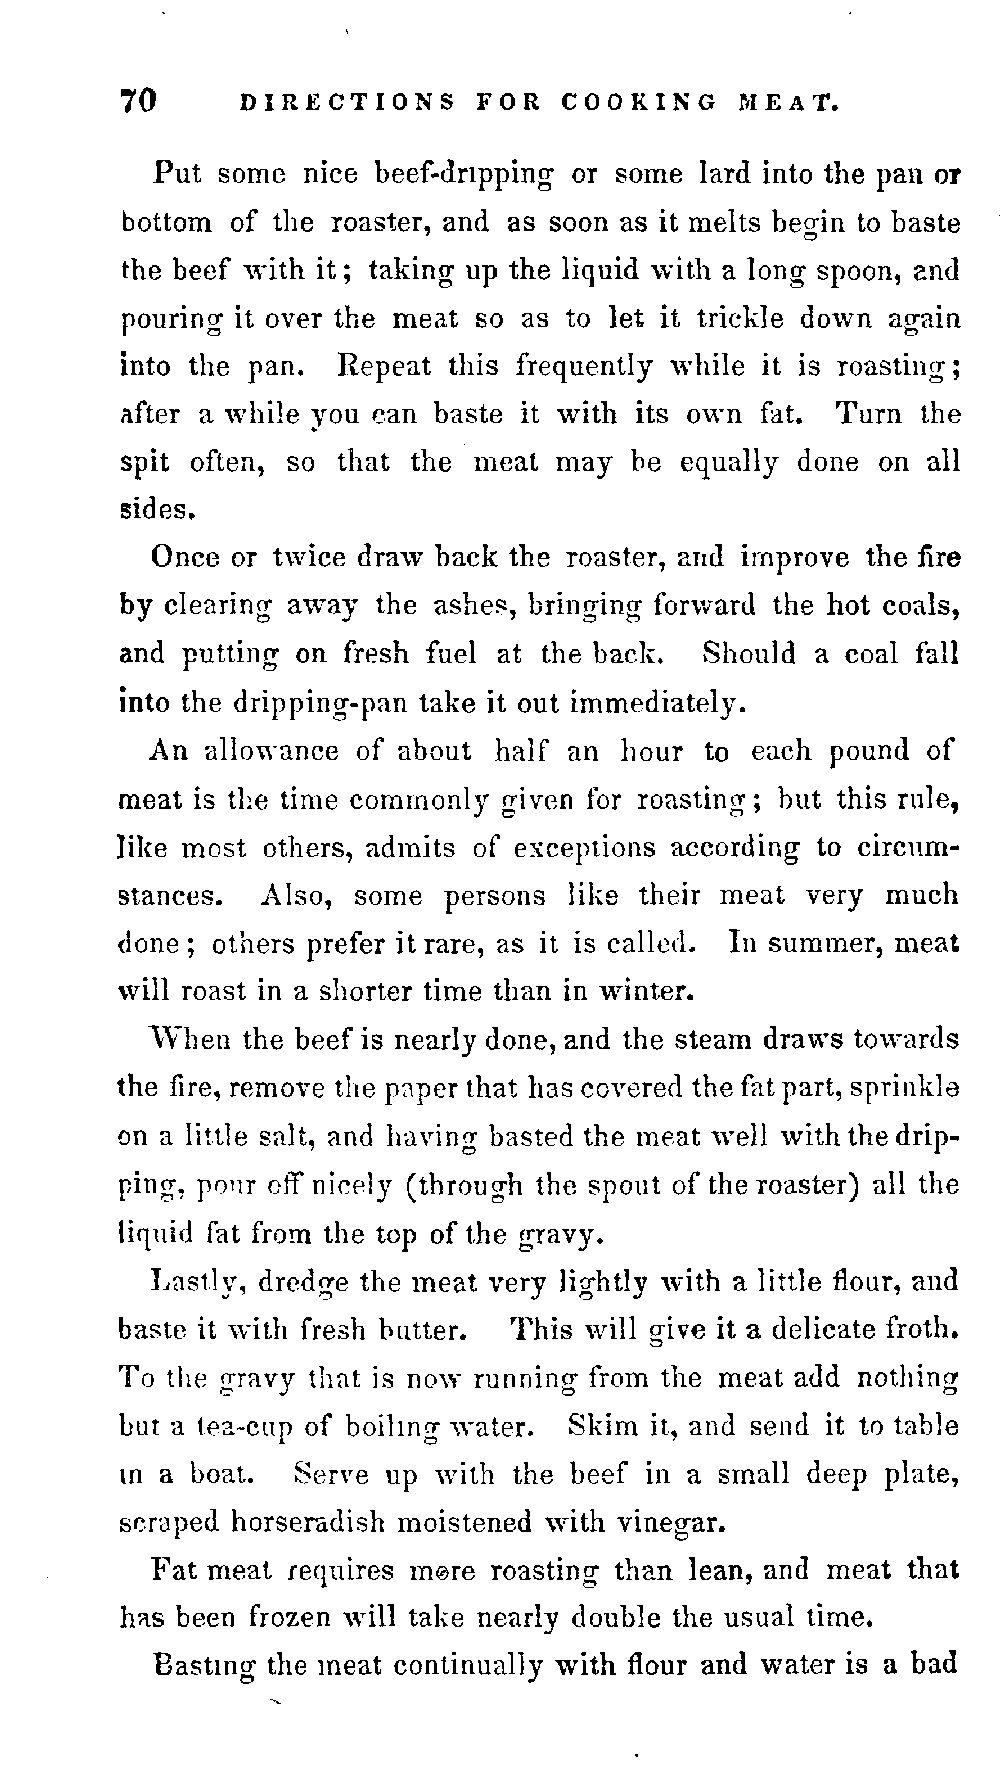 70 DIRECTIONS FOR COOKING MEAT.
Put some nice beef-dripping or some lard into the pan or
bottom of the roaster, and as soon as it melts begin to baste
the beef with it; taking up the liquid with a long spoon, and
pouring it over the meat so as to let it trickle down again
into the pan. Repeat this frequently while it is roasting;
after a while you can baste it with its own fat. Turn the
spit often, so that the meat may be equally done on all
sides.
Once or twice draw back the roaster, and improve the fire
by clearing away the ashes, bringing forward the hot coals,
and putting on fresh fuel at the back. Should a coal fall
into the dripping-pan take it out immediately.
An allowance of about half an hour to each pound of
meat is the time commonly given for roasting; but this rule,
like most others, admits of exceptions according to circum-
stances. Also, some persons like their meat very much
done; others prefer it rare, as it is called. In summer, meat
will roast in a shorter time than in winter.
When the beef is nearly done, and the steam draws towards
the fire, remove the paper that has covered the fat part, sprinkle
on a little salt, and having basted the meat well with the drip-
ping, pour off nicely (through the spout of the roaster) all the
liquid fat from the top of the gravy.
Lastly, dredge the meat very lightly with a little flour, and
baste it with fresh butter. This will give it a delicate froth.
To the gravy that is now running from the meat add nothing
but a tea-cup of boiling water. Skim it, and send it to table
in a boat. Serve up with the beef in a small deep plate,
scraped horseradish moistened with vinegar.
Fat meat requires more roasting than lean, and meat that
has been frozen will take nearly double the usual time.
Basting the meat continually with flour and water is a bad